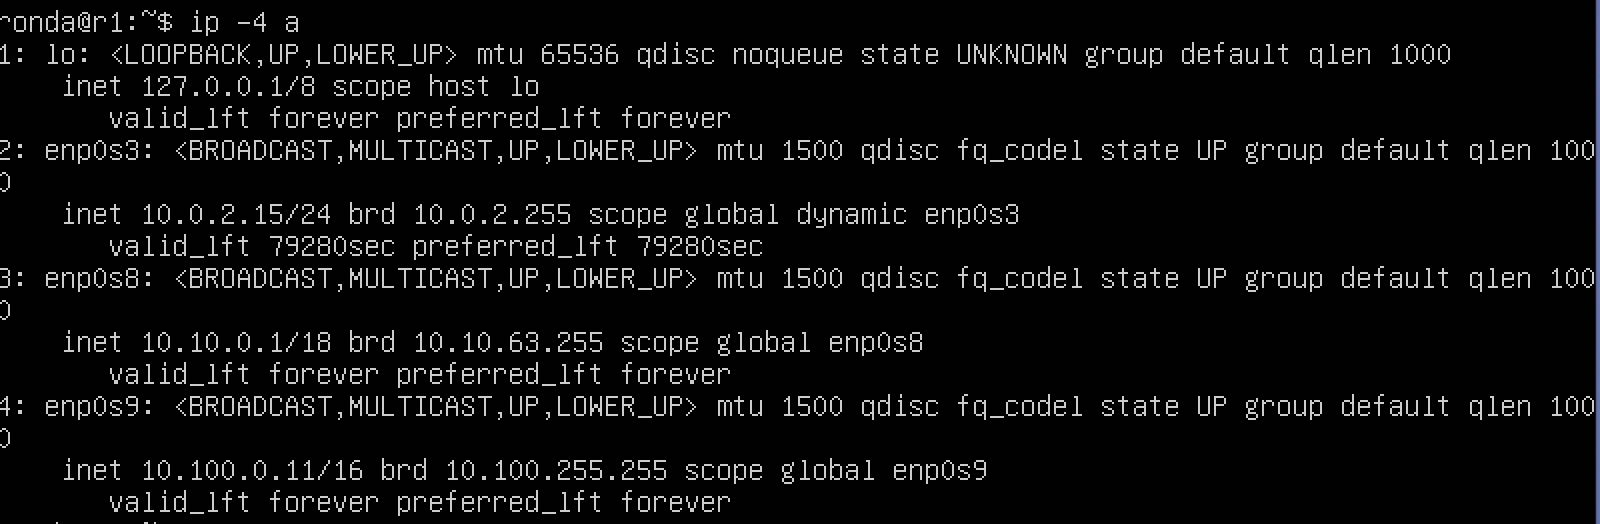 ronda@r1:~$ ip -4 a
1: lo: <LOOPBACK,UP,LOWER_UP> mtu 65536 qdisc noqueue state UNKNOWN group default qlen 1000
    inet 127.0.0.1/8 scope host lo
       valid_lft forever preferred_lft forever
2: enp0s3: <BROADCAST,MULTICAST,UP,LOWER_UP> mtu 1500 qdisc fq_codel state UP group default qlen 100
0
    inet 10.0.2.15/24 brd 10.0.2.255 scope global dynamic enp0s3
       valid_lft 79280sec preferred_lft 79280sec
3: enp0s8: <BROADCAST,MULTICAST,UP,LOWER_UP> mtu 1500 qdisc fq_codel state UP group default qlen 100
0
    inet 10.10.0.1/18 brd 10.10.63.255 scope global enp0s8
       valid_lft forever preferred_lft forever
4: enp0s9: <BROADCAST,MULTICAST,UP,LOWER_UP> mtu 1500 qdisc fq_codel state UP group default qlen 100
0
    inet 10.100.0.11/16 brd 10.100.255.255 scope global enp0s9
       valid_lft forever preferred_lft forever